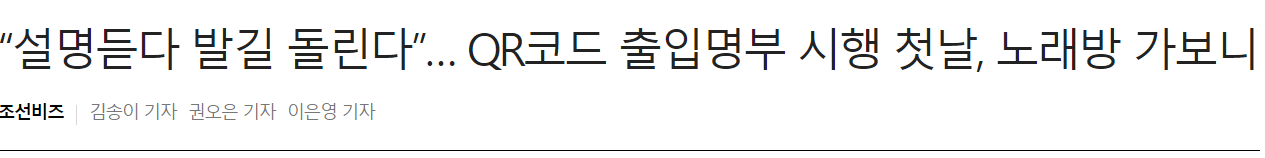 “설명듣다 발길 돌린다”… QR코드 출입명부 시행 첫날, 노래방 가보니
조선비즈 | 김송이 기자 권오은 기자 이은영 기자